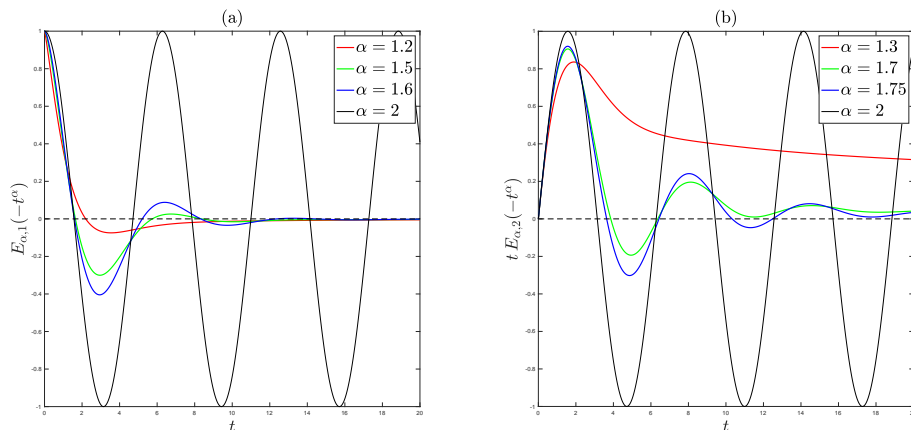 (a)
1
0.8
0.6
0.4
0.2
0
-0.2
-0.4
-0.6
-0.8
-1
0 2 4 6 8 10 12 14 16 18 20
t
E_{α,1}(-t^α)
α = 1.2
α = 1.5
α = 1.6
α = 2
(b)
1
0.8
0.6
0.4
0.2
0
-0.2
-0.4
-0.6
-0.8
-1
0 2 4 6 8 10 12 14 16 18 20
t
t E_{α,2}(-t^α)
α = 1.3
α = 1.7
α = 1.75
α = 2